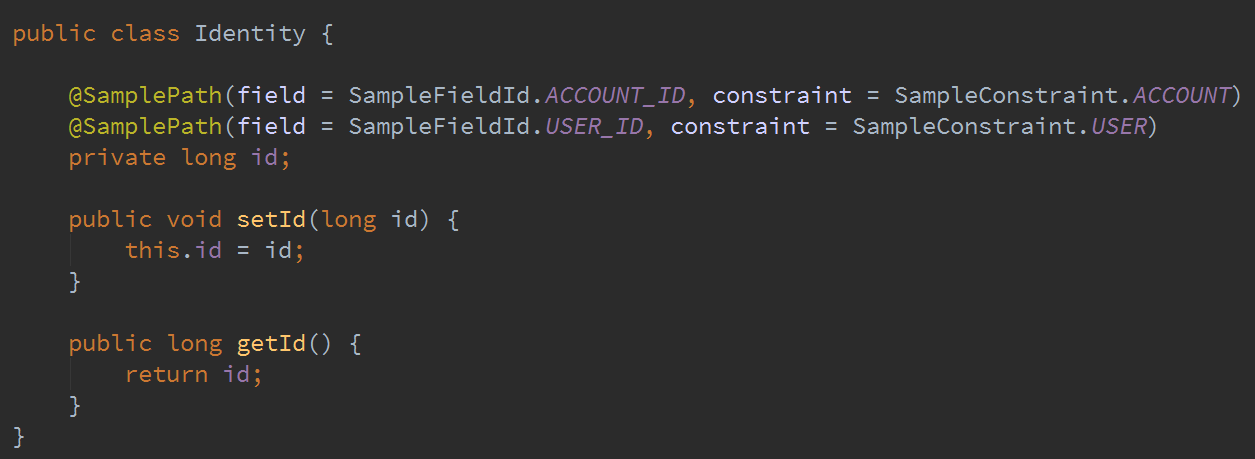 public class Identity {
@SamplePath(field = SampleFieldId.ACCOUNT_ID, constraint = SampleConstraint.ACCOUNT)
@SamplePath(field = SampleFieldId.USER_ID, constraint = SampleConstraint.USER)
private long id;
public void setId(long id) {
this.id = id;
}
public long getId() {
return id;
}
}